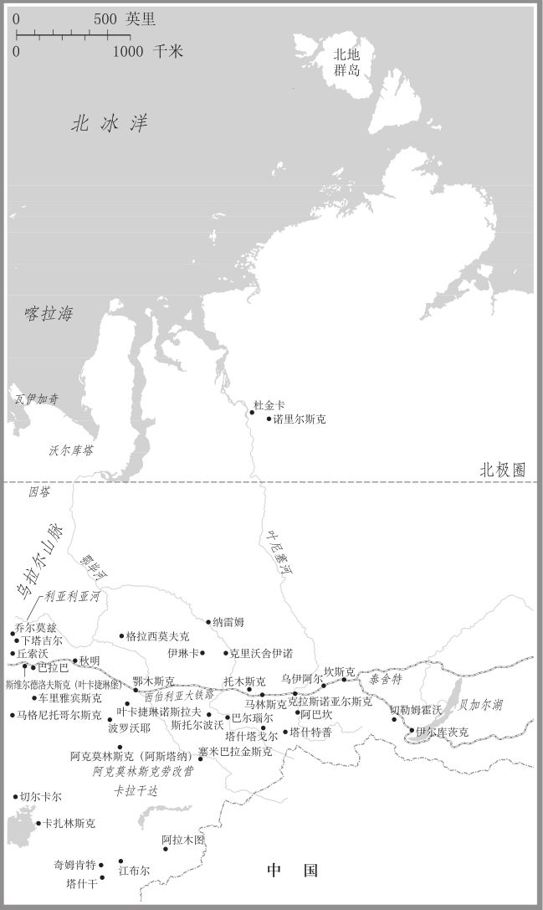 0 500 英里
0 1000 千米
北地
群岛
北 冰 洋
喀拉海
瓦伊加奇
杜金卡
诺里尔斯克
沃尔库塔
北极圈
因塔
乌拉尔山脉
鄂毕河
叶尼塞河
利亚利亚河
乔尔莫兹
下塔吉尔
丘索沃
巴拉巴
秋明
斯维尔德洛夫斯克（叶卡捷琳堡）
车里雅宾斯克
马格尼托哥尔斯克
纳雷姆
格拉西莫夫克
伊琳卡
克里沃舍伊诺
鄂木斯克
西伯利亚大铁路
托木斯克
乌伊阿尔
坎斯克
泰舍特
马林斯克
克拉斯诺亚尔斯克
贝加尔湖
叶卡捷琳诺斯拉夫
波罗沃耶
斯托尔波沃
巴尔瑙尔
阿巴坎
切勒姆霍沃
伊尔库茨克
塔什塔戈尔
塔什特普
阿克莫林斯克（阿斯塔纳）
塞米巴拉金斯克
阿克莫林斯克劳改营
卡拉干达
切尔卡尔
卡扎林斯克
阿拉木图
奇姆肯特
江布尔
塔什干
中 国